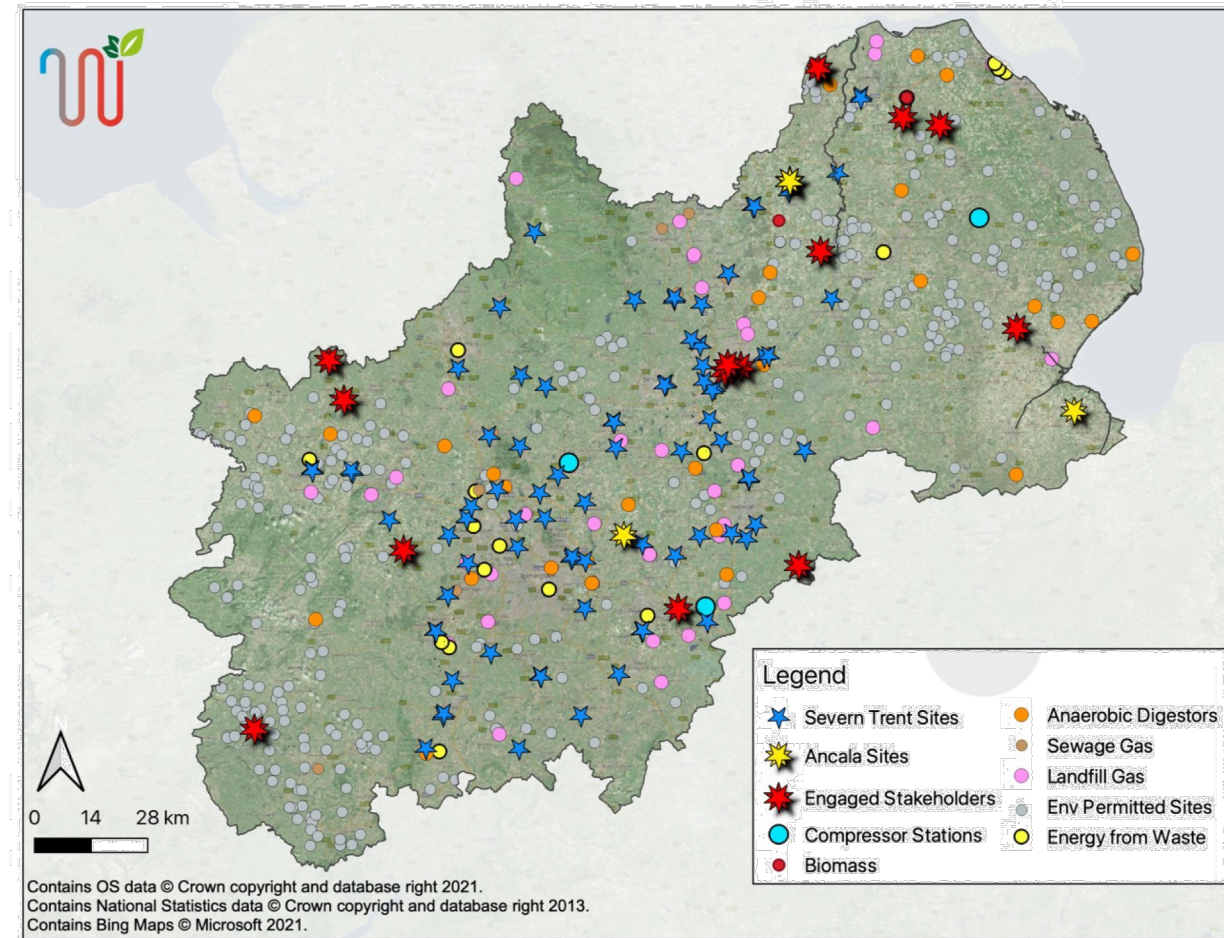 N
0 14 28 km
Contains OS data © Crown copyright and database right 2021.
Contains National Statistics data © Crown copyright and database right 2013.
Contains Bing Maps © Microsoft 2021.
Legend
Severn Trent Sites
Ancala Sites
Engaged Stakeholders
Compressor Stations
Biomass
Anaerobic Digestors
Sewage Gas
Landfill Gas
Env Permitted Sites
Energy from Waste